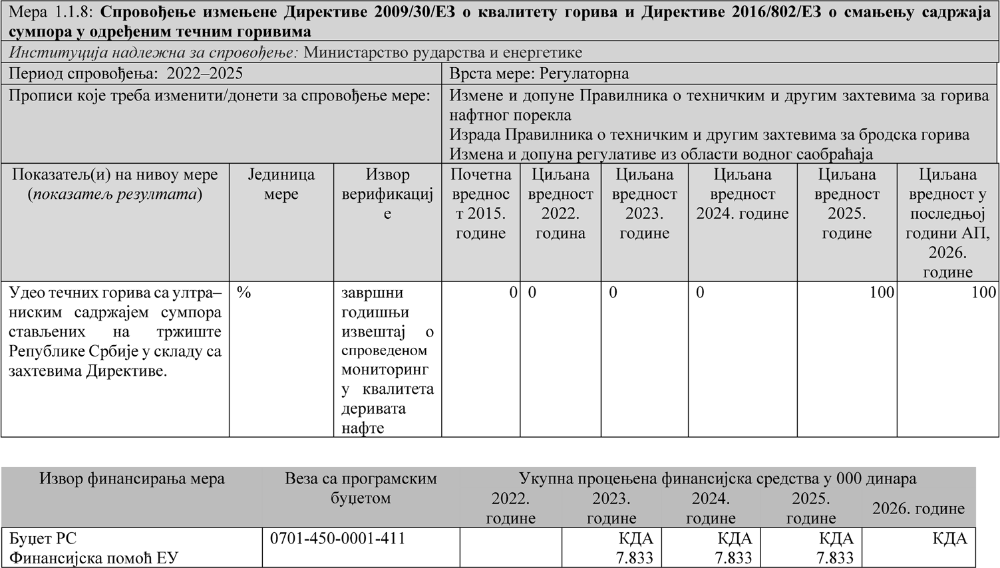 Мера 1.1.8: Спровођење измењене Директиве 2009/30/ЕЗ о квалитету горива и Директиве 2016/802/ЕЗ о смањењу садржаја
сумпора у одређеним течним горивима
Институција надлежна за спровођење: Министарство рударства и енергетике
Период спровођења: 2022–2025
Врста мере: Регулаторна
Прописи које треба изменити/донети за спровођење мере:
Измене и допуне Правилника о техничким и другим захтевима за горива
нафтног порекла
Израда Правилника о техничким и другим захтевима за бродска горива
Измена и допуна регулативе из области водног саобраћаја
Показатељ(и) на нивоу мере
(показатељ резултата)
Јединица
мере
Извор
верификациј
е
Почетна
вреднос
т 2015.
године
Циљана
вредност
2022.
година
Циљана
вредност
2023.
године
Циљана
вредност
2024. године
Циљана
вредност
2025.
године
Циљана
вредност у
последњој
години АП,
2026.
године
Удео течних горива са ултра–
ниским садржајем сумпора
стављених на тржиште
Републике Србије у складу са
захтевима Директиве.
%
завршни
годишњи
извештај о
спроведеном
мониторинг
у квалитета
деривата
нафте
0
0
0
0
100
100
Извор финансирања мера
Веза са програмским
буџетом
Укупна процењена финансијска средства у 000 динара
2022.
године
2023.
године
2024.
године
2025.
године
2026. године
Буџет РС
0701-450-0001-411
КДА
КДА
КДА
КДА
Финансијска помоћ ЕУ
7.833
7.833
7.833